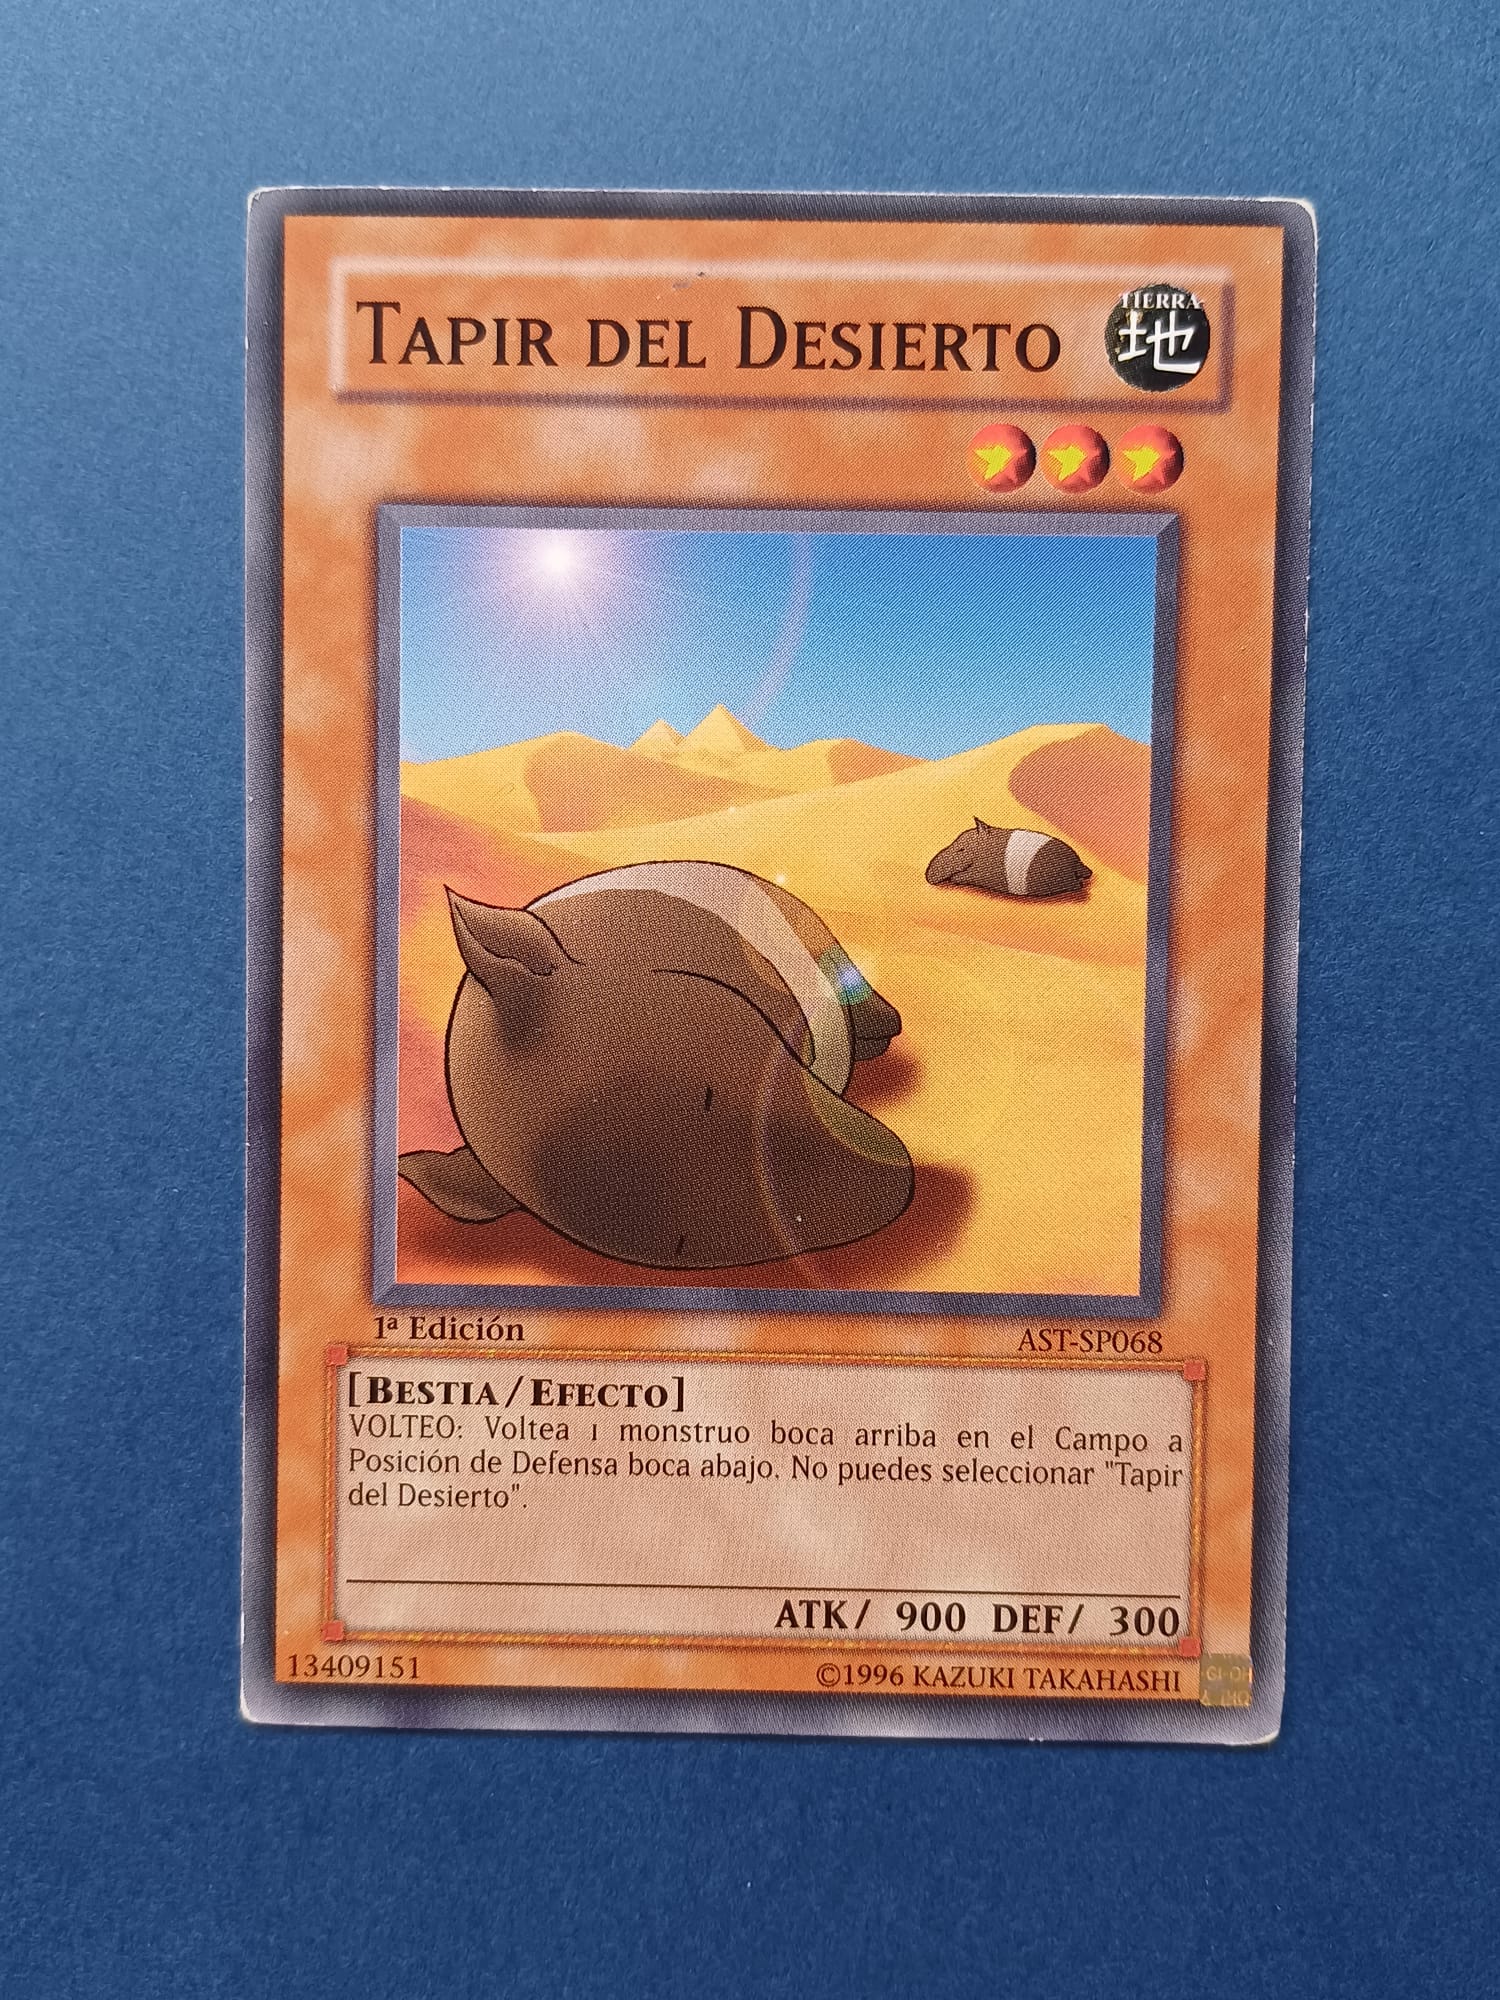 TAPIR DEL DESIERTO
TIERRA
地
1ª Edición
AST-SP068
[BESTIA/EFECTO]
VOLTEO: Voltea 1 monstruo boca arriba en el Campo a
Posición de Defensa boca abajo. No puedes seleccionar "Tapir
del Desierto".
ATK/ 900 DEF/ 300
13409151
©1996 KAZUKI TAKAHASHI